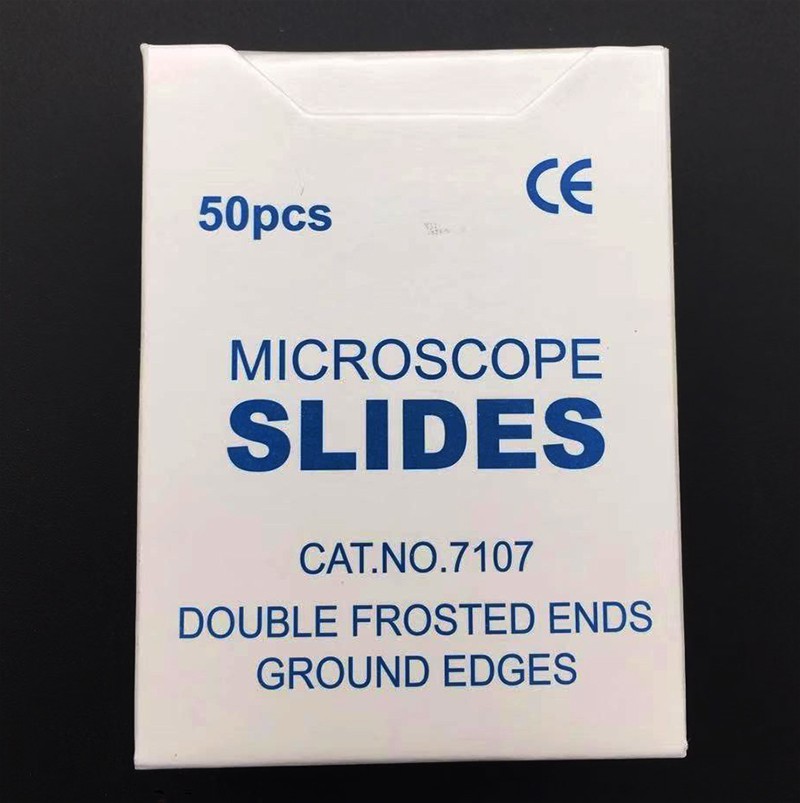 50pcs
CE
MICROSCOPE
SLIDES
CAT.NO.7107
DOUBLE FROSTED ENDS
GROUND EDGES